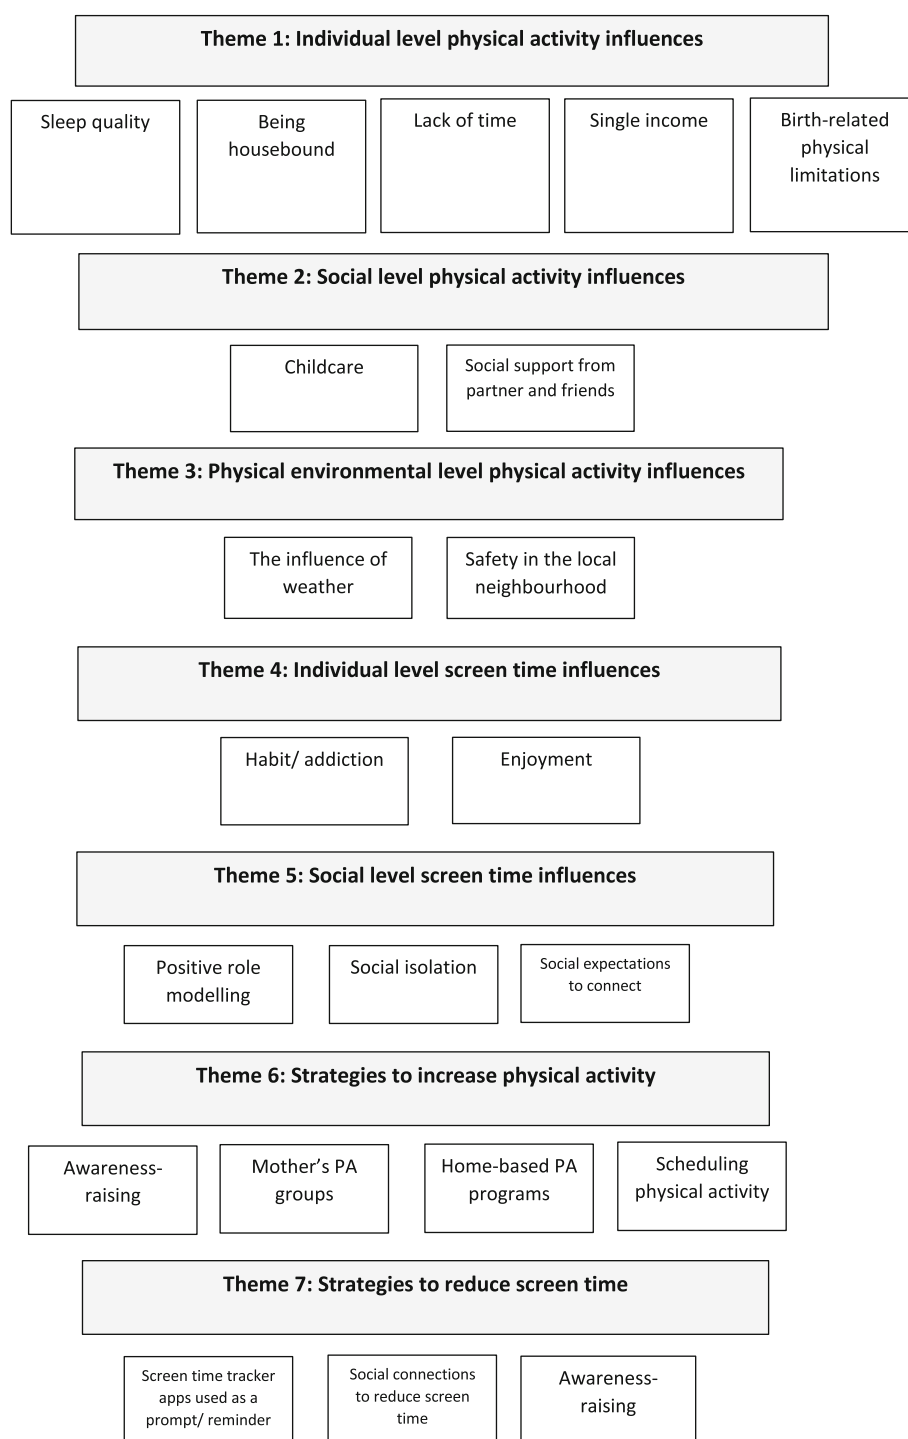 Theme 1: Individual level physical activity influences
Sleep quality
Being
housebound
Lack of time
Single income
Birth-related
physical
limitations
Theme 2: Social level physical activity influences
Childcare
Social support from
partner and friends
Theme 3: Physical environmental level physical activity influences
The influence of
weather
Safety in the local
neighbourhood
Theme 4: Individual level screen time influences
Habit/ addiction
Enjoyment
Theme 5: Social level screen time influences
Positive role
modelling
Social isolation
Social expectations
to connect
Theme 6: Strategies to increase physical activity
Awareness-
raising
Mother’s PA
groups
Home-based PA
programs
Scheduling
physical activity
Theme 7: Strategies to reduce screen time
Screen time tracker
apps used as a
prompt/ reminder
Social connections
to reduce screen
time
Awareness-
raising